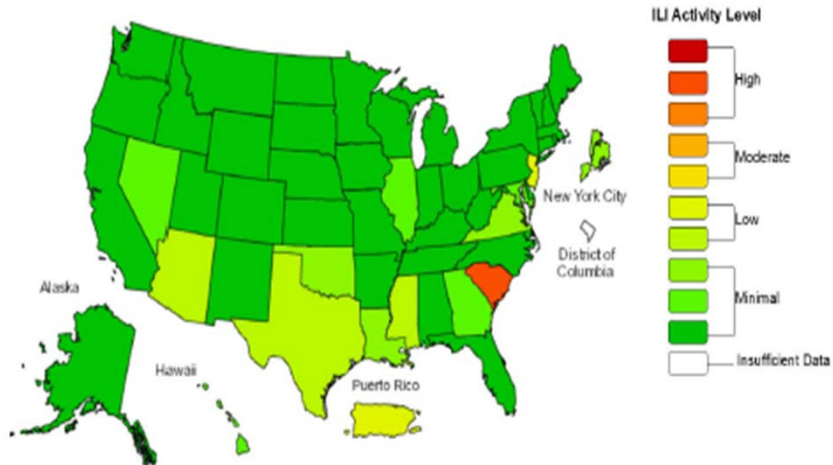 ILI Activity Level
High
Moderate
Low
Minimal
Insufficient Data
New York City
District of
Columbia
Alaska
Hawaii
Puerto Rico